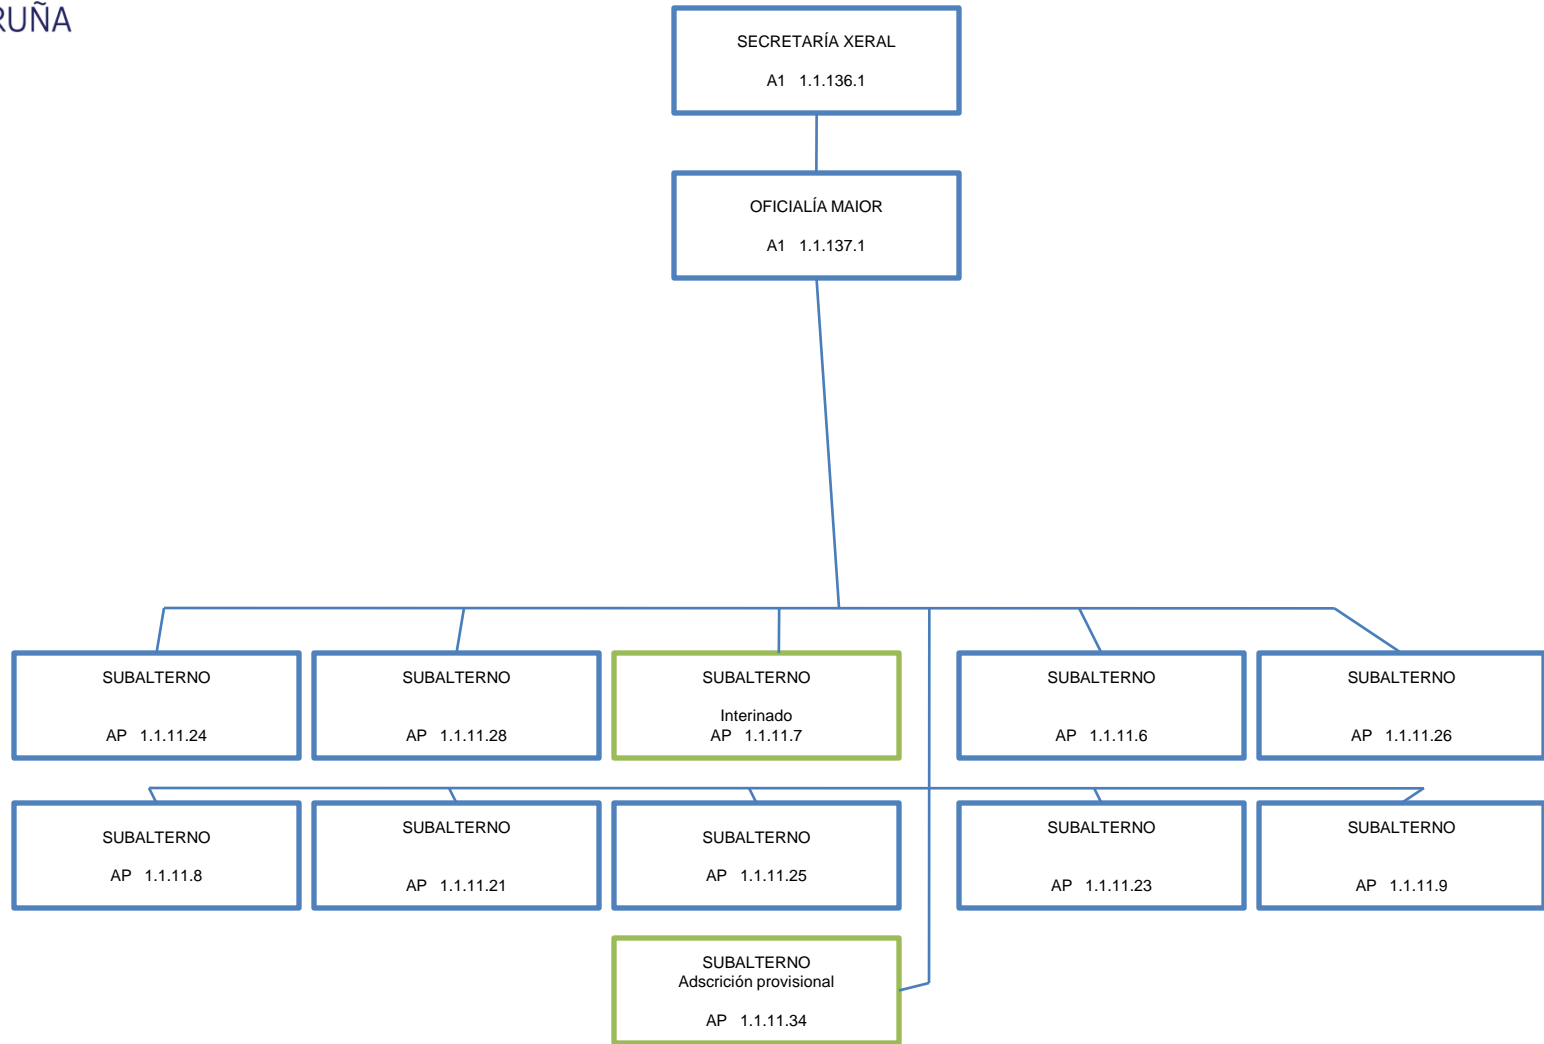 RUÑA
SECRETARÍA XERAL
A1 1.1.136.1
OFICIALÍA MAIOR
A1 1.1.137.1
SUBALTERNO
AP 1.1.11.24
SUBALTERNO
AP 1.1.11.28
SUBALTERNO
Interinado
AP 1.1.11.7
SUBALTERNO
AP 1.1.11.6
SUBALTERNO
AP 1.1.11.26
SUBALTERNO
AP 1.1.11.8
SUBALTERNO
AP 1.1.11.21
SUBALTERNO
AP 1.1.11.25
SUBALTERNO
AP 1.1.11.23
SUBALTERNO
AP 1.1.11.9
SUBALTERNO
Adscrición provisional
AP 1.1.11.34